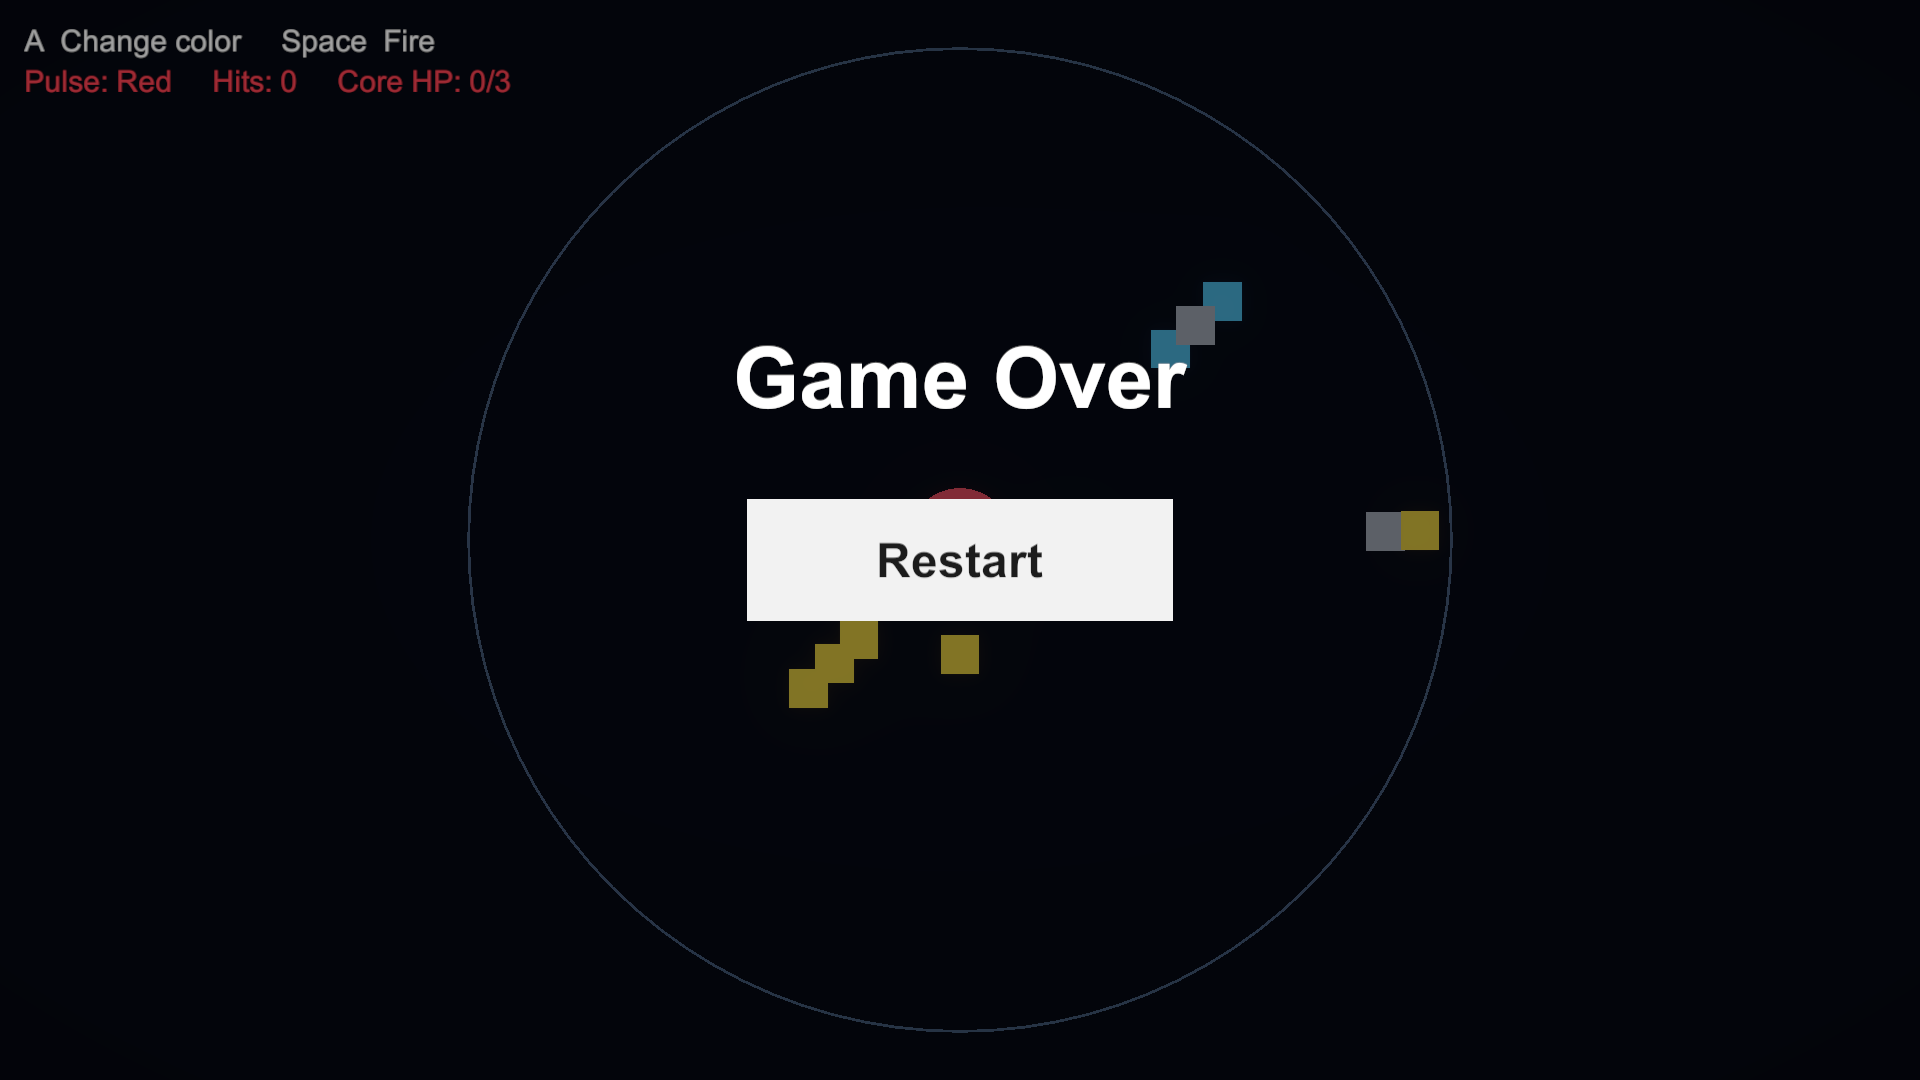 A Change color Space Fire
Pulse: Red Hits: 0 Core HP: 0/3
Game Over
Restart